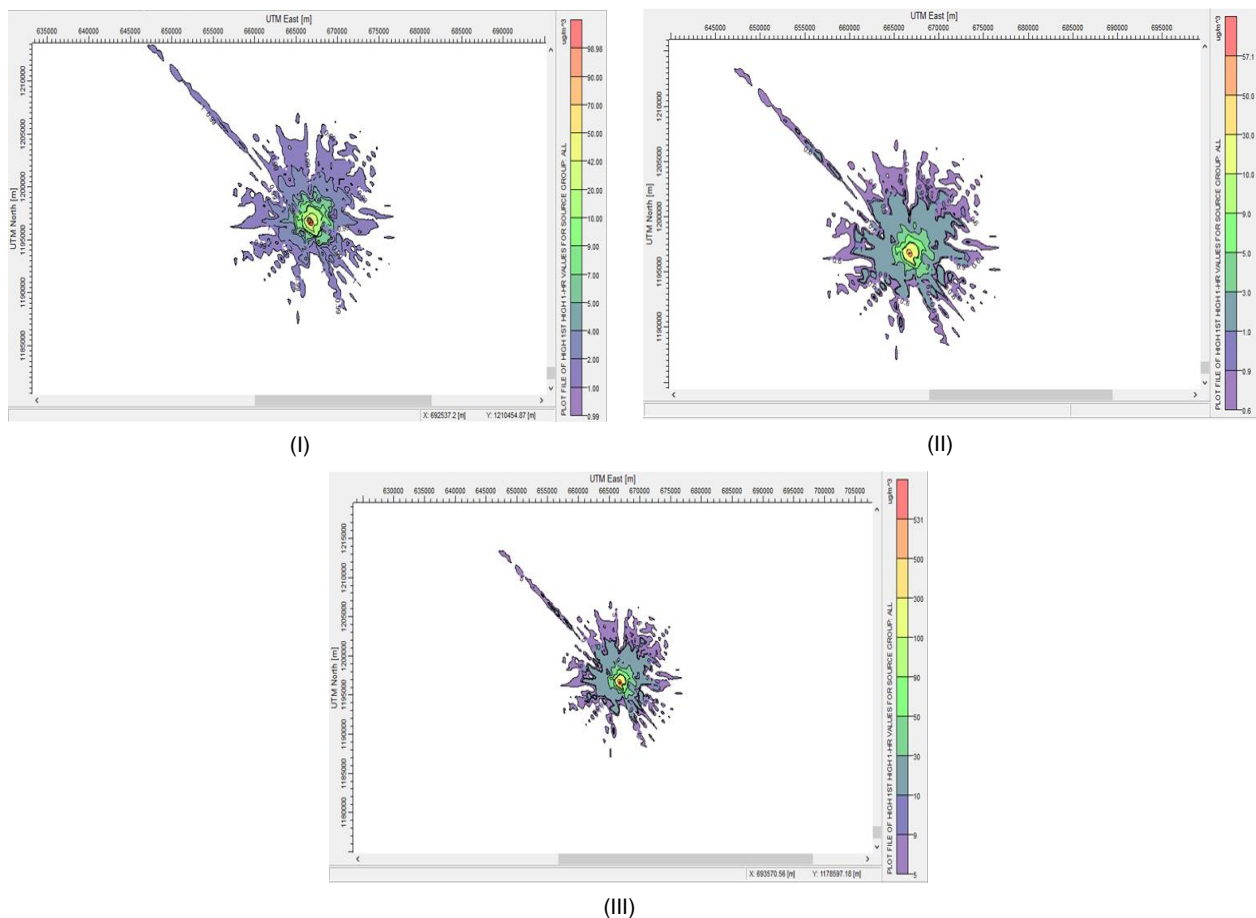 UTM East [m]
635000 640000 645000 650000 655000 660000 665000 670000 675000 680000 685000 690000
UTM North [m]
1210000
1205000
1200000
1195000
1190000
1185000
ug/m^3
98.98
90.00
70.00
50.00
42.00
20.00
10.00
9.00
7.00
5.00
4.00
2.00
1.00
0.99
PLOT FILE OF HIGH 1ST HIGH 1-HR VALUES FOR SOURCE GROUP: ALL
X: 692537.2 [m] Y: 1210454.87 [m]
(I)
UTM East [m]
645000 650000 655000 660000 665000 670000 675000 680000 685000 690000 695000
UTM North [m]
1210000
1205000
1200000
1195000
1190000
ug/m^3
57.1
50.0
30.0
10.0
9.0
5.0
3.0
1.0
0.9
0.6
PLOT FILE OF HIGH 1ST HIGH 1-HR VALUES FOR SOURCE GROUP: ALL
(II)
UTM East [m]
630000 635000 640000 645000 650000 655000 660000 665000 670000 675000 680000 685000 690000 695000 700000 705000
UTM North [m]
1215000
1210000
1205000
1200000
1195000
1190000
1185000
1180000
ug/m^3
531
500
300
100
90
50
30
10
9
5
PLOT FILE OF HIGH 1ST HIGH 1-HR VALUES FOR SOURCE GROUP: ALL
X: 693570.56 [m] Y: 1178597.18 [m]
(III)